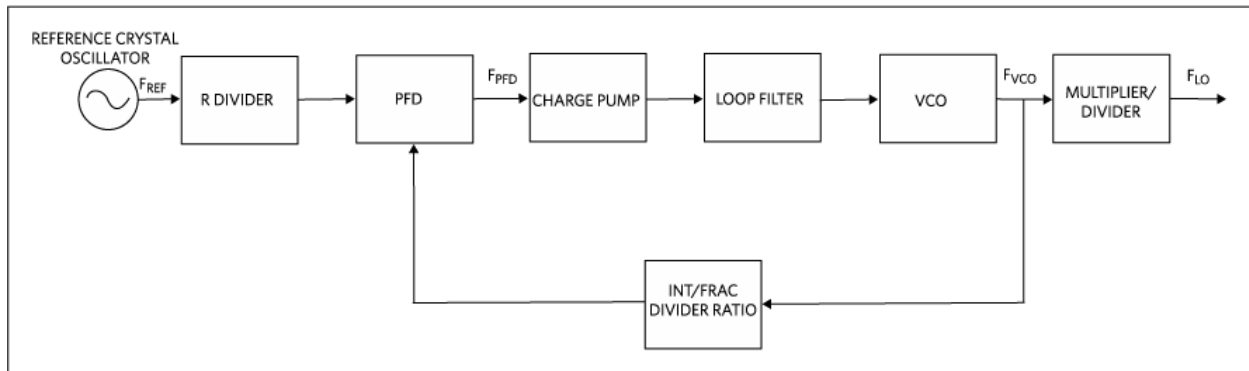 REFERENCE CRYSTAL
OSCILLATOR
FREF
R DIVIDER
PFD
FPFD
CHARGE PUMP
LOOP FILTER
VCO
FVCO
MULTIPLIER/
DIVIDER
FLO
INT/FRAC
DIVIDER RATIO